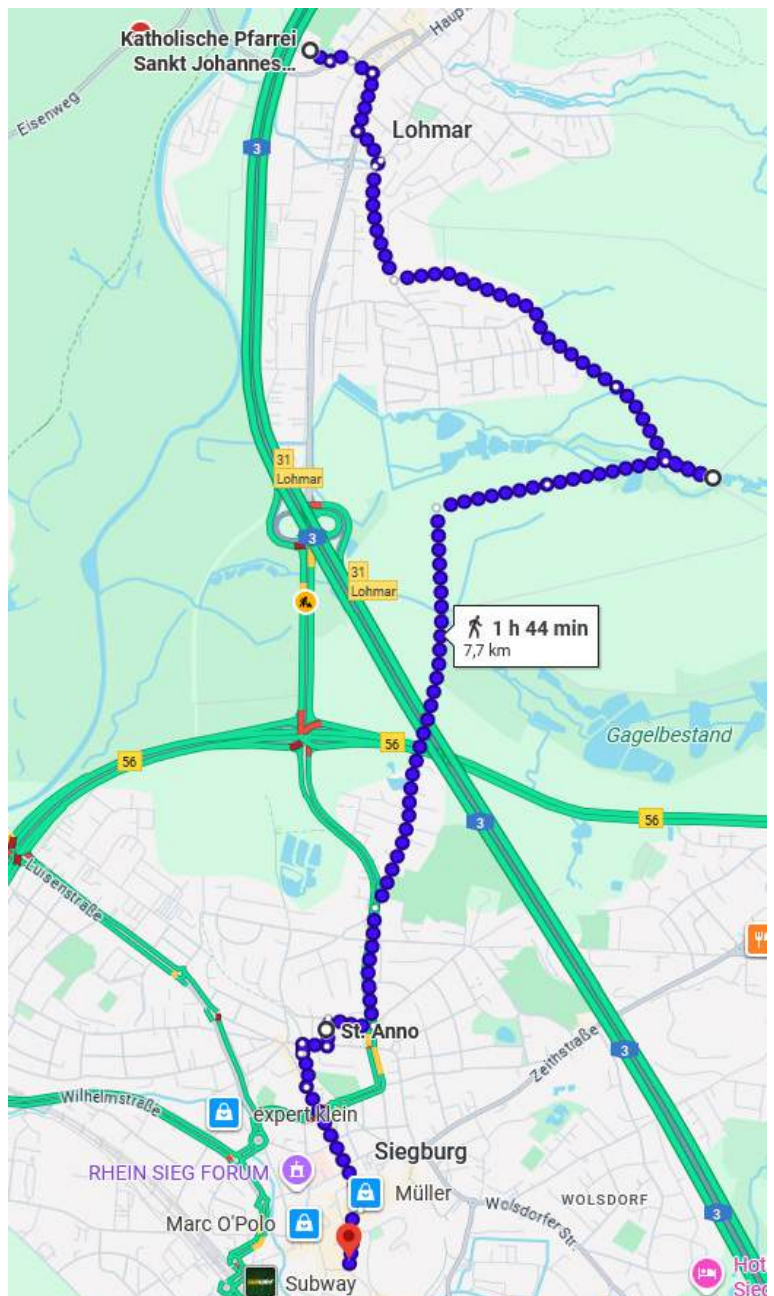 Katholische Pfarrei
Sankt Johannes...
Haup
Eisenweg
3
Lohmar
31
Lohmar
3
31
Lohmar
1 h 44 min
7,7 km
Gagelbestand
56
56
56
3
Luisenstraße
St. Anno
3
Zeithstraße
Wilhelmstraße
expert klein
Siegburg
RHEIN SIEG FORUM
Müller
WOLSDORF
Wolsdorfer Str.
3
Marc O'Polo
Hot
Sieg
Subway